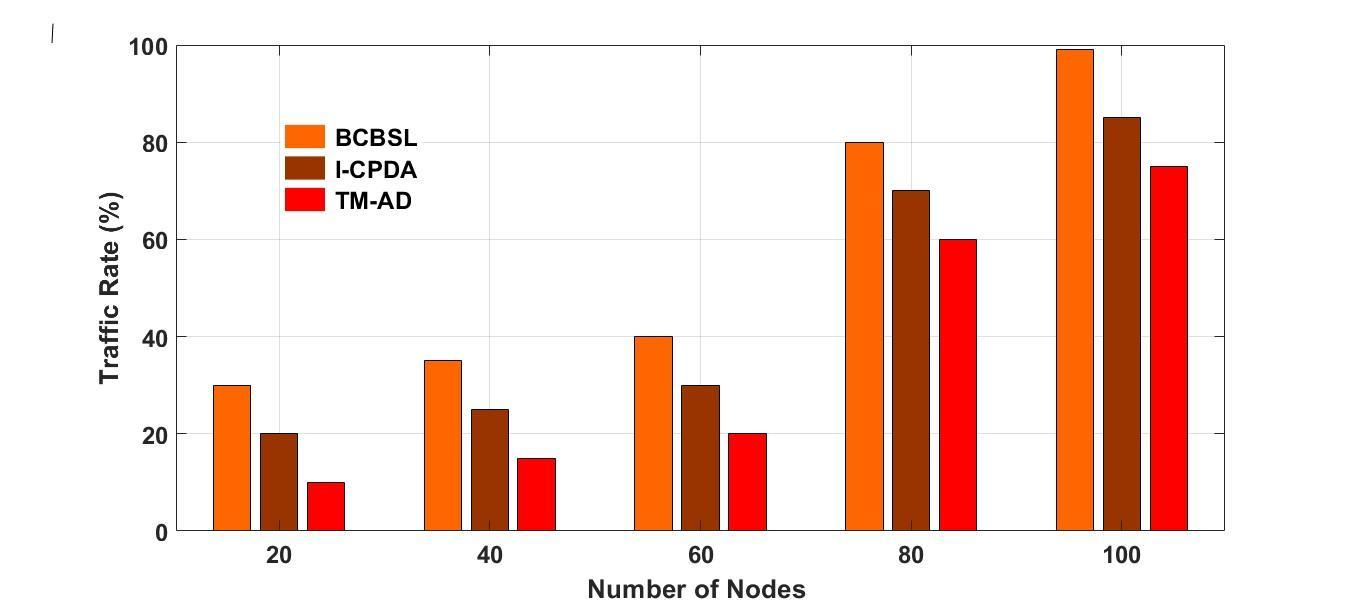 100
80
60
40
20
0
Traffic Rate (%)
BCBSL
I-CPDA
TM-AD
20 40 60 80 100
Number of Nodes